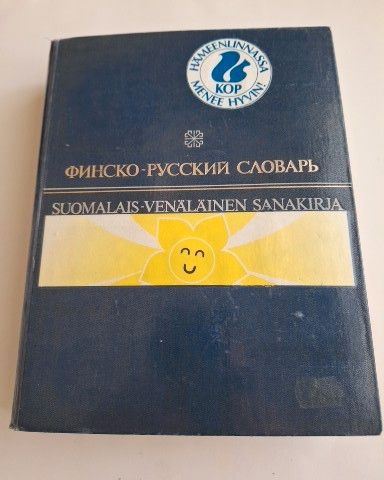 HÄMEENLINNASSA
KOP
MENEE HYVIN!
ФИНСКО-РУССКИЙ СЛОВАРЬ
SUOMALAIS-VENÄLÄINEN SANAKIRJA